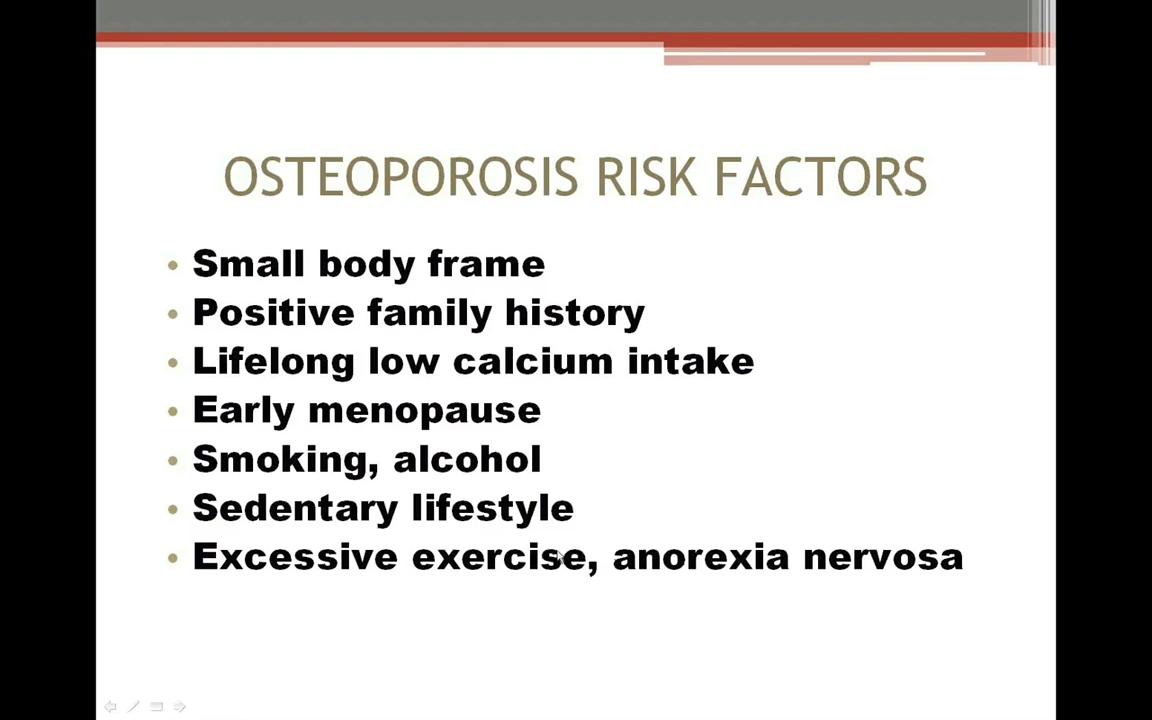 OSTEOPOROSIS RISK FACTORS
• Small body frame
• Positive family history
• Lifelong low calcium intake
• Early menopause
• Smoking, alcohol
• Sedentary lifestyle
• Excessive exercise, anorexia nervosa